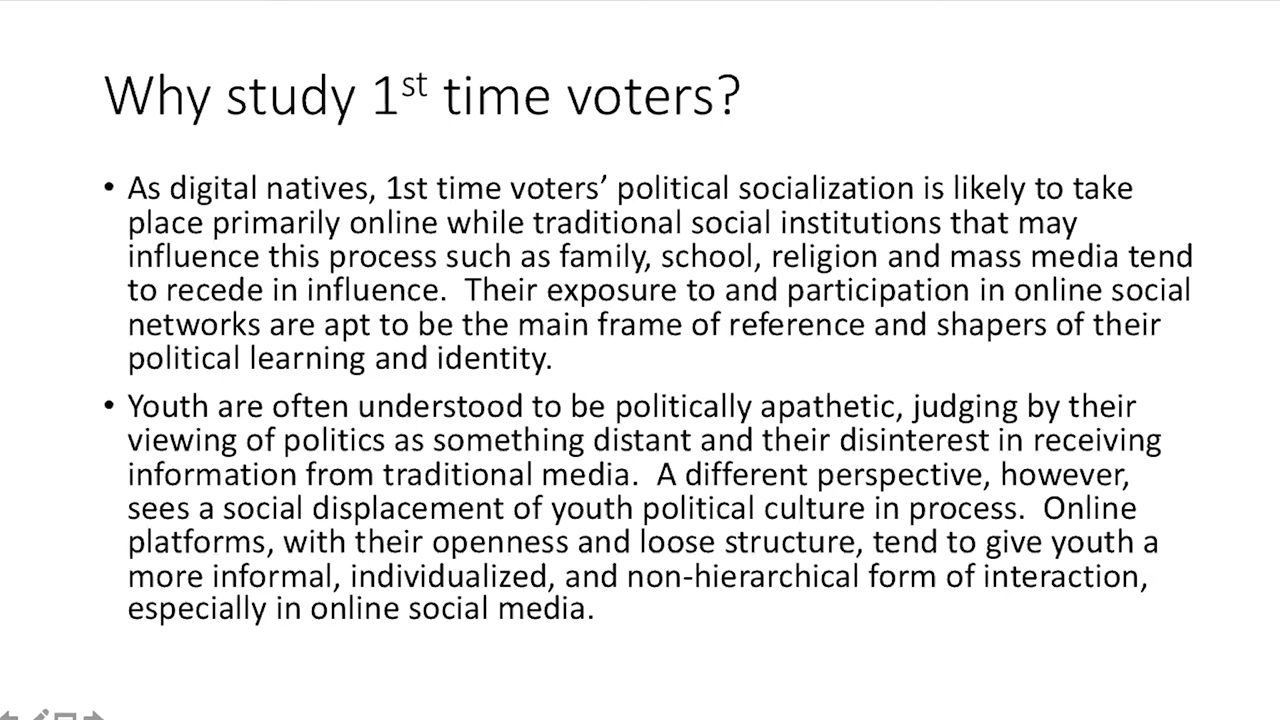 Why study 1st time voters?
• As digital natives, 1st time voters’ political socialization is likely to take
place primarily online while traditional social institutions that may
influence this process such as family, school, religion and mass media tend
to recede in influence.  Their exposure to and participation in online social
networks are apt to be the main frame of reference and shapers of their
political learning and identity.
• Youth are often understood to be politically apathetic, judging by their
viewing of politics as something distant and their disinterest in receiving
information from traditional media.  A different perspective, however,
sees a social displacement of youth political culture in process.  Online
platforms, with their openness and loose structure, tend to give youth a
more informal, individualized, and non-hierarchical form of interaction,
especially in online social media.